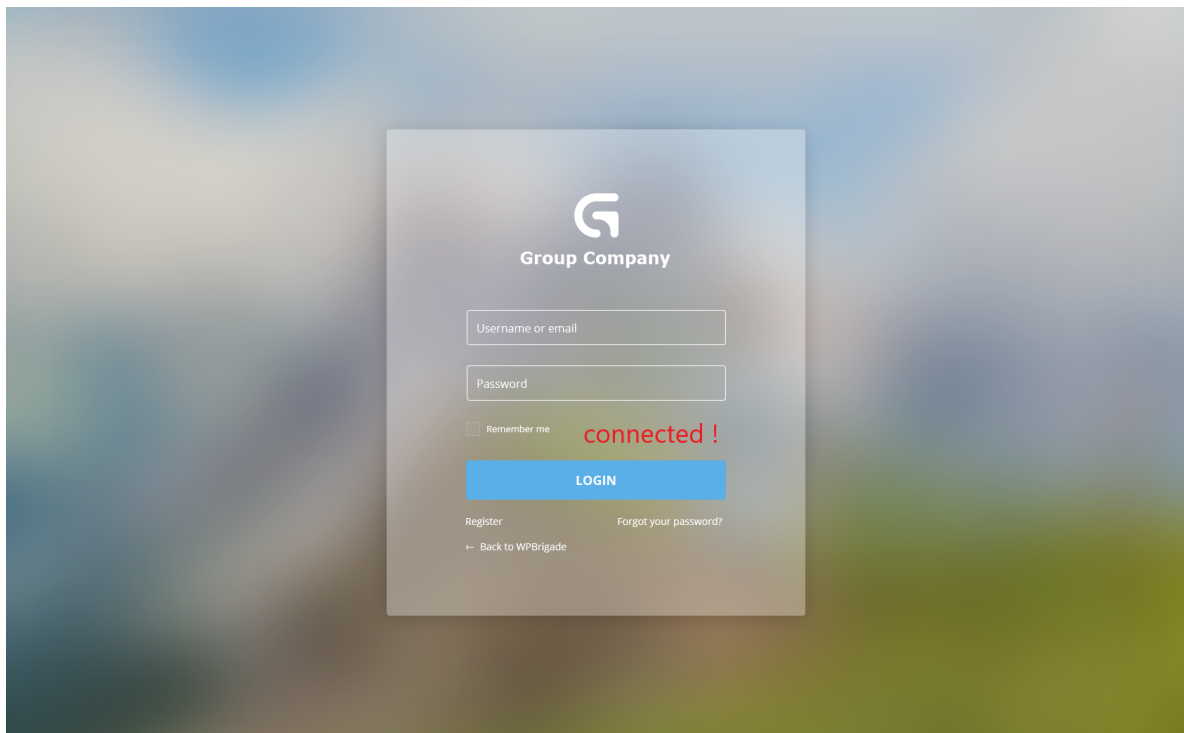 Group Company
Username or email
Password
Remember me
connected !
LOGIN
Register
Forgot your password?
← Back to WPBrigade